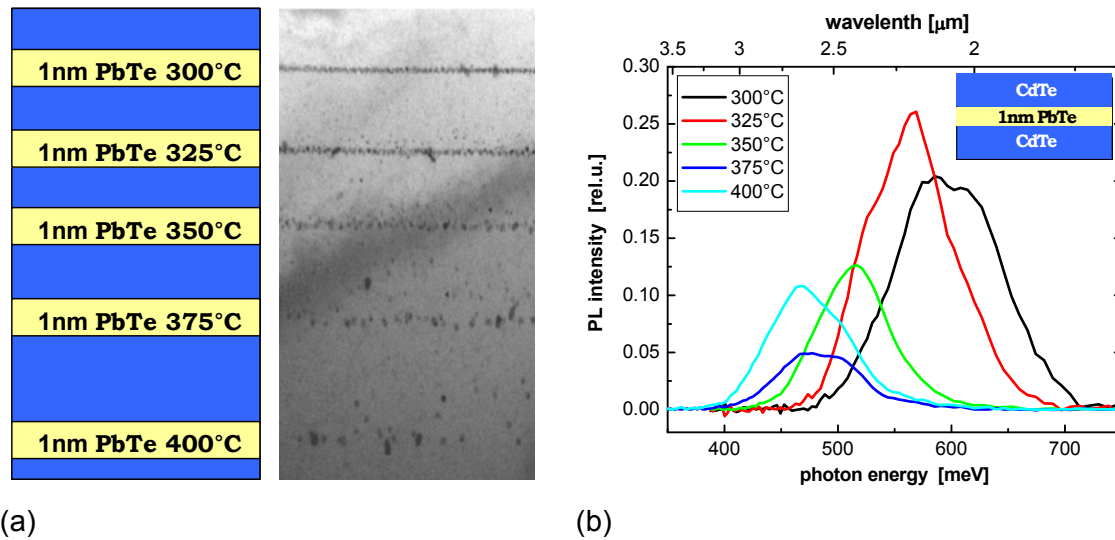 1nm PbTe 300°C
1nm PbTe 325°C
1nm PbTe 350°C
1nm PbTe 375°C
1nm PbTe 400°C
(a)
wavelenth [μm]
3.5 3 2.5 2
0.30
0.25
0.20
0.15
0.10
0.05
0.00
PL intensity [rel.u.]
300°C
325°C
350°C
375°C
400°C
CdTe
1nm PbTe
CdTe
400 500 600 700
photon energy [meV]
(b)